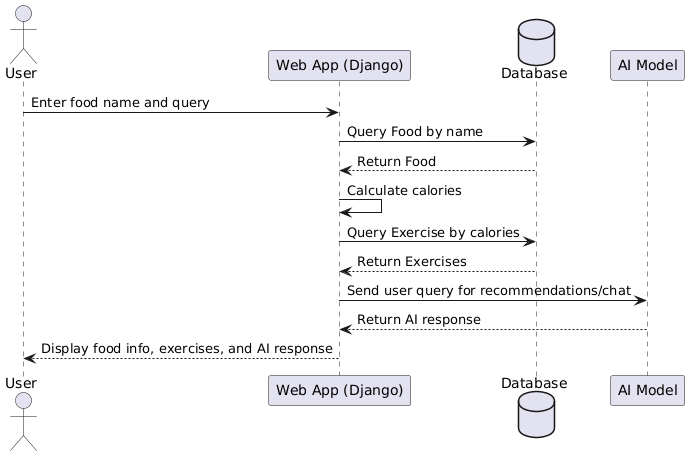 User
Web App (Django)
Database
AI Model
Enter food name and query
Query Food by name
Return Food
Calculate calories
Query Exercise by calories
Return Exercises
Send user query for recommendations/chat
Return AI response
Display food info, exercises, and AI response
User
Web App (Django)
Database
AI Model